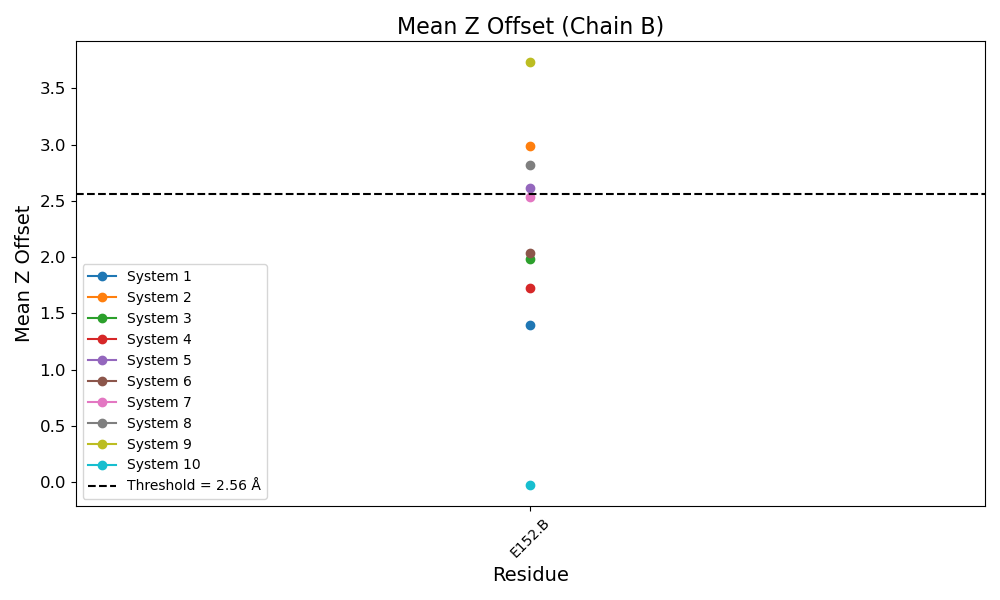 Mean Z Offset (Chain B)
Mean Z Offset
3.5
3.0
2.5
2.0
1.5
1.0
0.5
0.0
System 1
System 2
System 3
System 4
System 5
System 6
System 7
System 8
System 9
System 10
Threshold = 2.56 Å
E152.B
Residue